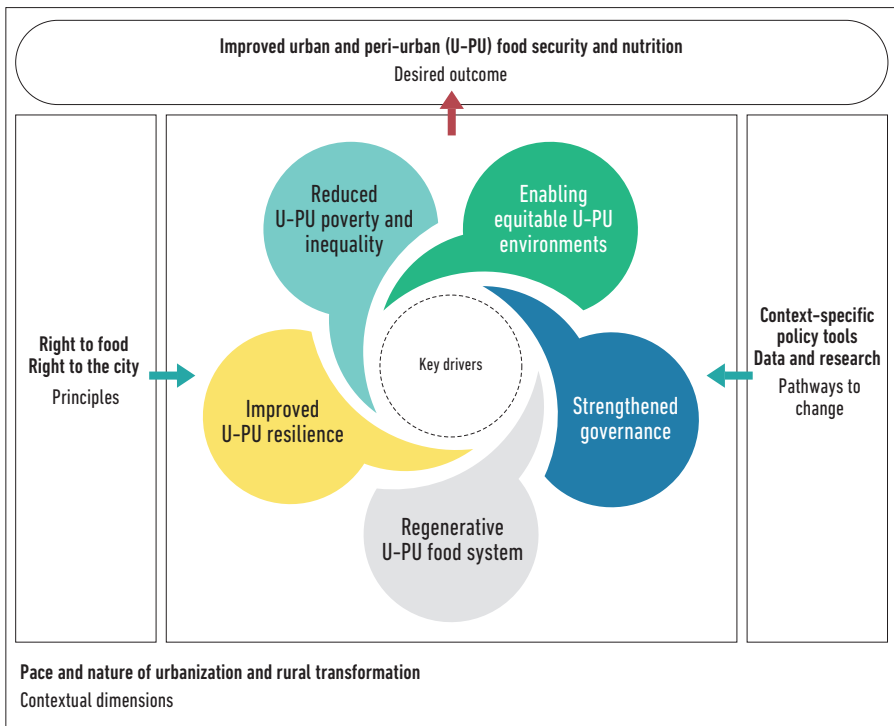 Improved urban and peri-urban (U-PU) food security and nutrition
Desired outcome
Reduced
U-PU poverty and
inequality
Enabling
equitable U-PU
environments
Right to food
Right to the city
Principles
Key drivers
Context-specific
policy tools
Data and research
Pathways to
change
Improved
U-PU resilience
Strengthened
governance
Regenerative
U-PU food system
Pace and nature of urbanization and rural transformation
Contextual dimensions